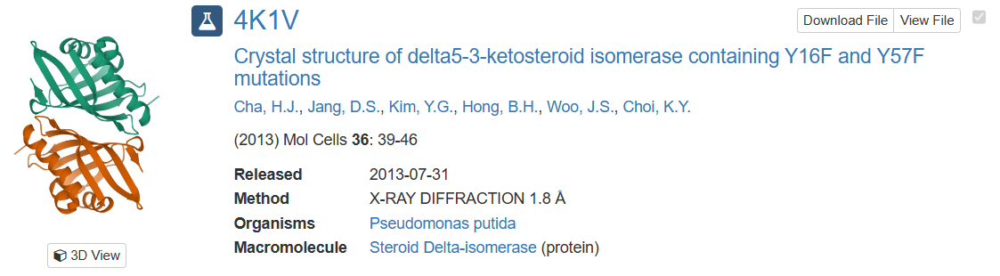 4K1V
Download File View File
Crystal structure of delta5-3-ketosteroid isomerase containing Y16F and Y57F
mutations
Cha, H.J., Jang, D.S., Kim, Y.G., Hong, B.H., Woo, J.S., Choi, K.Y.
(2013) Mol Cells 36: 39-46
Released 2013-07-31
Method X-RAY DIFFRACTION 1.8 Å
Organisms Pseudomonas putida
Macromolecule Steroid Delta-isomerase (protein)
3D View